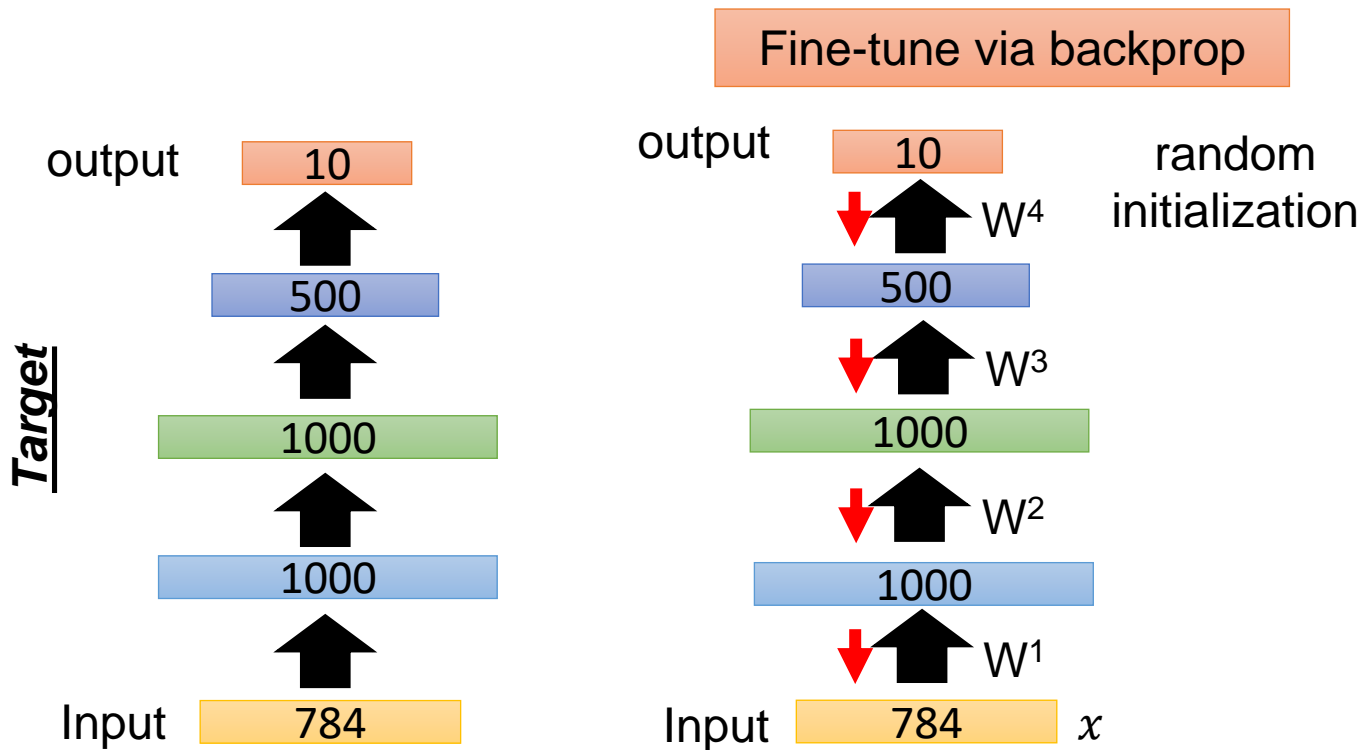 Target
output
10
500
1000
1000
Input
784
Fine-tune via backprop
output
10
random
initialization
W⁴
500
W³
1000
W²
1000
W¹
Input
784
x